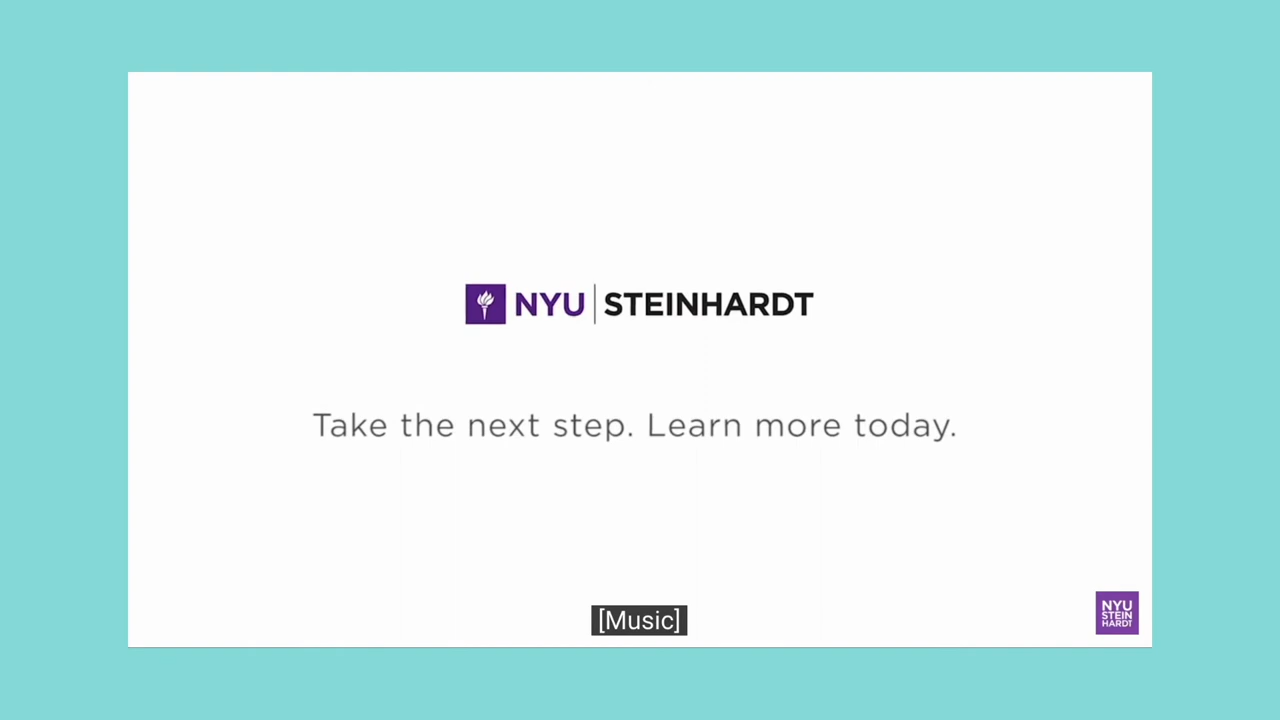 NYU | STEINHARDT
Take the next step. Learn more today.
[Music]
NYU
STEIN
HARDT